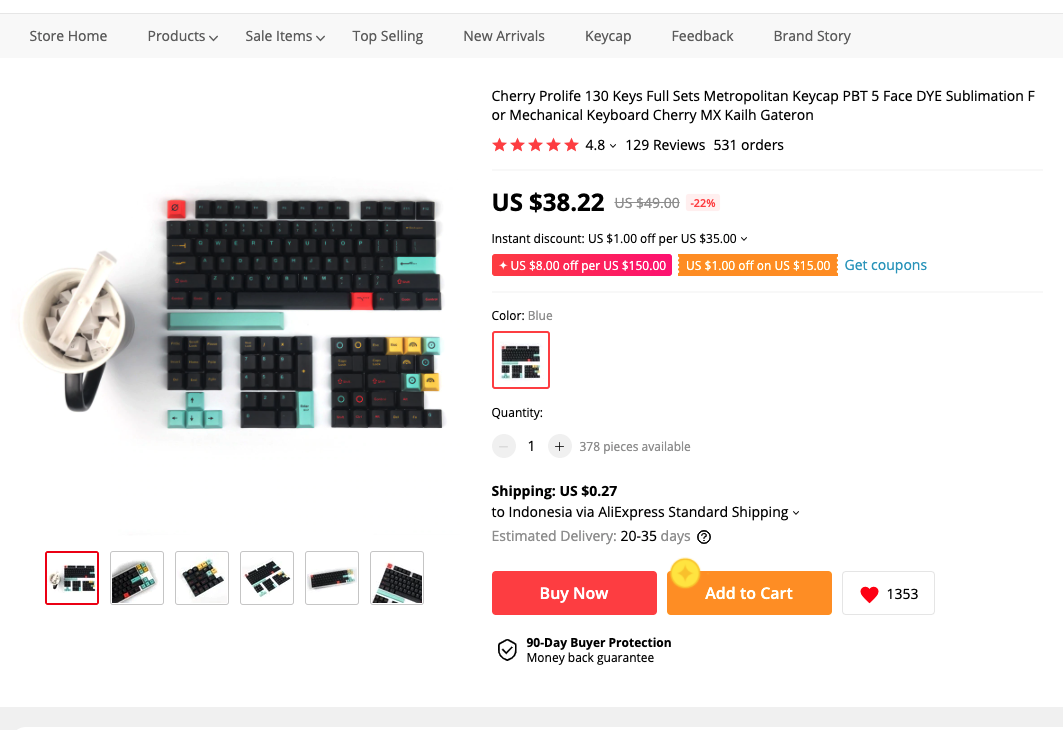 Store Home Products Sale Items Top Selling New Arrivals Keycap Feedback Brand Story
Cherry Prolife 130 Keys Full Sets Metropolitan Keycap PBT 5 Face DYE Sublimation F
or Mechanical Keyboard Cherry MX Kailh Gateron
4.8 129 Reviews 531 orders
US $38.22 US $49.00 -22%
Instant discount: US $1.00 off per US $35.00
US $8.00 off per US $150.00 US $1.00 off on US $15.00 Get coupons
Color: Blue
Quantity:
1 378 pieces available
Shipping: US $0.27
to Indonesia via AliExpress Standard Shipping
Estimated Delivery: 20-35 days
Buy Now Add to Cart 1353
90-Day Buyer Protection
Money back guarantee